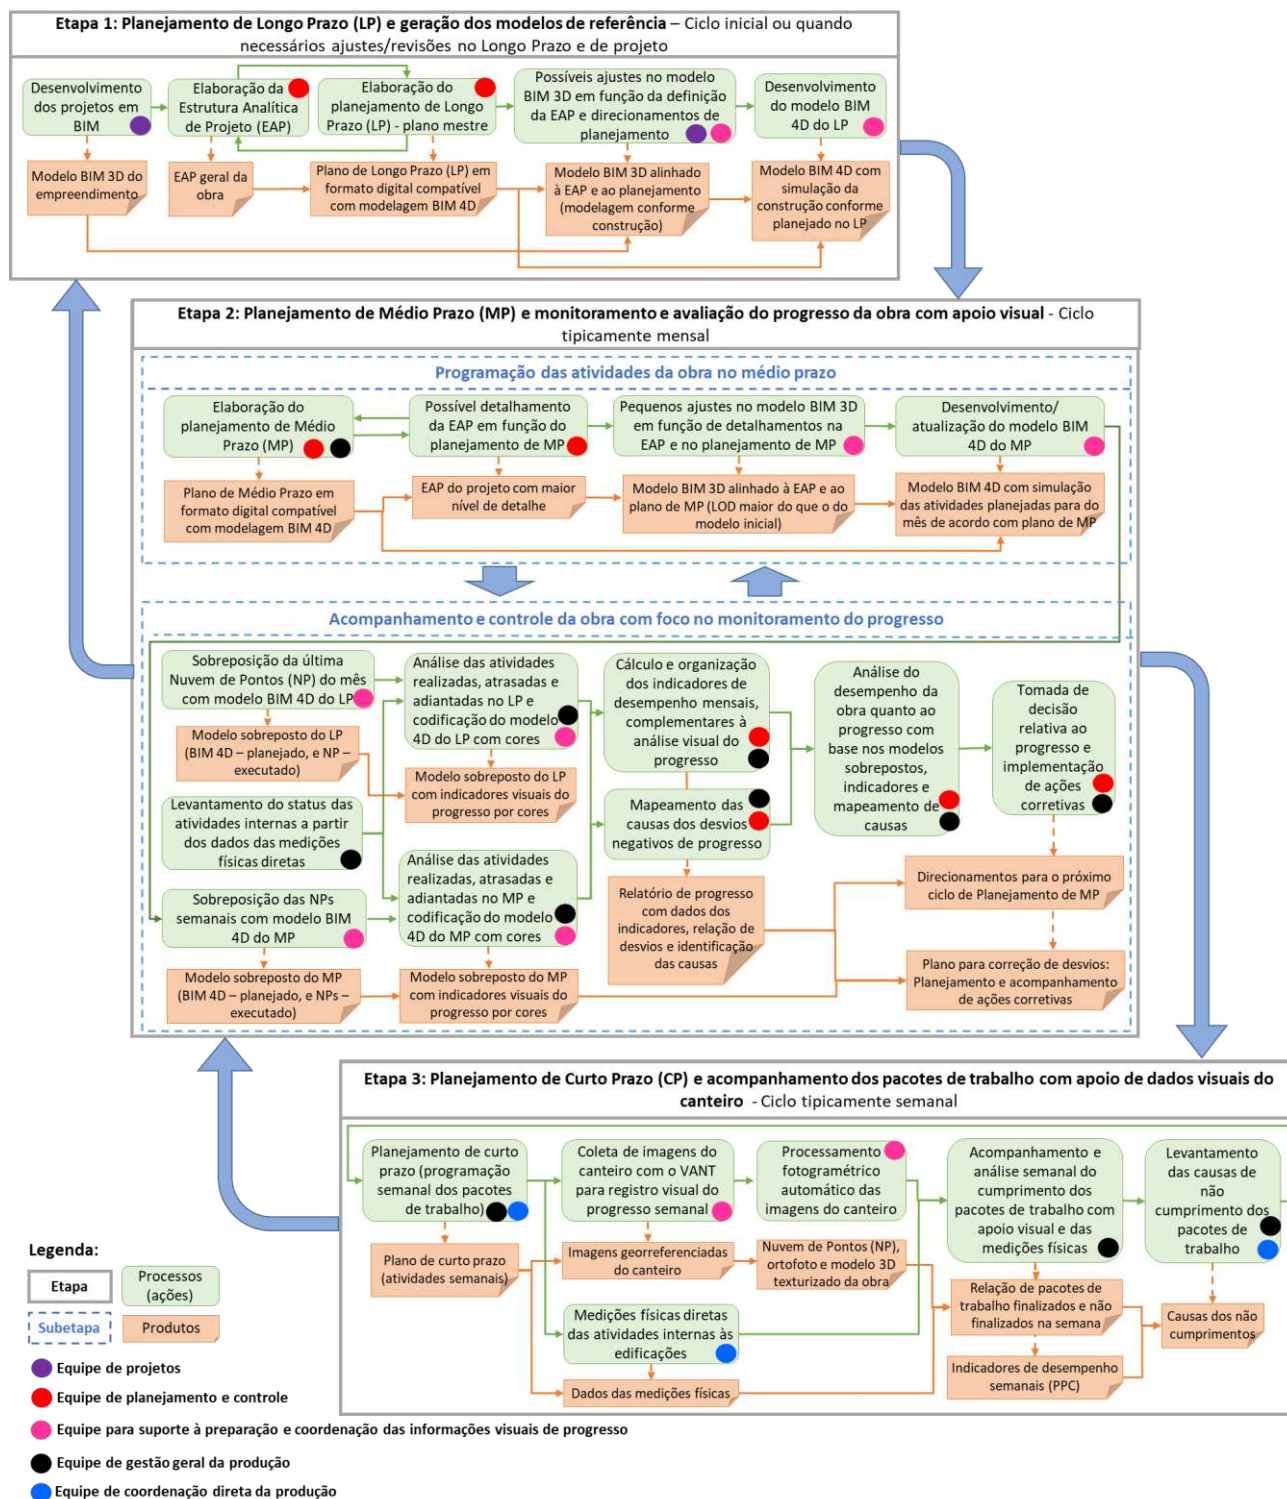 Etapa 1: Planejamento de Longo Prazo (LP) e geração dos modelos de referência – Ciclo inicial ou quando
necessários ajustes/revisões no Longo Prazo e de projeto
Desenvolvimento
dos projetos em
BIM
Elaboração da
Estrutura Analítica
de Projeto (EAP)
Elaboração do
planejamento de Longo
Prazo (LP) - plano mestre
Possíveis ajustes no modelo
BIM 3D em função da definição
da EAP e direcionamentos de
planejamento
Desenvolvimento
do modelo BIM
4D do LP
Modelo BIM 3D do
empreendimento
EAP geral da
obra
Plano de Longo Prazo (LP) em
formato digital compatível
com modelagem BIM 4D
Modelo BIM 3D alinhado
à EAP e ao planejamento
(modelagem conforme
construção)
Modelo BIM 4D com
simulação da
construção conforme
planejado no LP
Etapa 2: Planejamento de Médio Prazo (MP) e monitoramento e avaliação do progresso da obra com apoio visual - Ciclo
tipicamente mensal
Programação das atividades da obra no médio prazo
Elaboração do
planejamento de Médio
Prazo (MP)
Possível detalhamento
da EAP em função do
planejamento de MP
Pequenos ajustes no modelo BIM 3D
em função de detalhamentos na
EAP e no planejamento de MP
Desenvolvimento/
atualização do modelo BIM
4D do MP
Plano de Médio Prazo em
formato digital compatível
com modelagem BIM 4D
EAP do projeto com maior
nível de detalhe
Modelo BIM 3D alinhado à EAP e ao
plano de MP (LOD maior do que o do
modelo inicial)
Modelo BIM 4D com simulação
das atividades planejadas para do
mês de acordo com plano de MP
Acompanhamento e controle da obra com foco no monitoramento do progresso
Sobreposição da última
Nuvem de Pontos (NP) do mês
com modelo BIM 4D do LP
Modelo sobreposto do LP
(BIM 4D – planejado, e NP –
executado)
Levantamento do status das
atividades internas a partir
dos dados das medições
físicas diretas
Sobreposição das NPs
semanais com modelo BIM
4D do MP
Modelo sobreposto do MP
(BIM 4D – planejado, e NPs –
executado)
Análise das atividades
realizadas, atrasadas e
adiantadas no LP e
codificação do modelo
4D do LP com cores
Modelo sobreposto do LP
com indicadores visuais do
progresso por cores
Análise das atividades
realizadas, atrasadas e
adiantadas no MP e
codificação do modelo
4D do MP com cores
Modelo sobreposto do MP
com indicadores visuais do
progresso por cores
Cálculo e organização
dos indicadores de
desempenho mensais,
complementares à
análise visual do
progresso
Mapeamento das
causas dos desvios
negativos de progresso
Relatório de progresso
com dados dos
indicadores, relação de
desvios e identificação
das causas
Análise do
desempenho da
obra quanto ao
progresso com
base nos modelos
sobrepostos,
indicadores e
mapeamento de
causas
Tomada de
decisão
relativa ao
progresso e
implementação
de ações
corretivas
Direcionamentos para o próximo
ciclo de Planejamento de MP
Plano para correção de desvios:
Planejamento e acompanhamento
de ações corretivas
Etapa 3: Planejamento de Curto Prazo (CP) e acompanhamento dos pacotes de trabalho com apoio de dados visuais do
canteiro - Ciclo tipicamente semanal
Planejamento de curto
prazo (programação
semanal dos pacotes
de trabalho)
Coleta de imagens do
canteiro com o VANT
para registro visual do
progresso semanal
Processamento
fotogramétrico
automático das
imagens do canteiro
Acompanhamento e
análise semanal do
cumprimento dos
pacotes de trabalho com
apoio visual e das
medições físicas
Levantamento
das causas de
não
cumprimento dos
pacotes de
trabalho
Plano de curto prazo
(atividades semanais)
Imagens georreferenciadas
do canteiro
Nuvem de Pontos (NP),
ortofoto e modelo 3D
texturizado da obra
Medições físicas diretas
das atividades internas às
edificações
Dados das medições físicas
Relação de pacotes de
trabalho finalizados e não
finalizados na semana
Indicadores de desempenho
semanais (PPC)
Causas dos não
cumprimentos
Legenda:
Etapa
Processos
(ações)
Subetapa
Produtos
Equipe de projetos
Equipe de planejamento e controle
Equipe para suporte à preparação e coordenação das informações visuais de progresso
Equipe de gestão geral da produção
Equipe de coordenação direta da produção